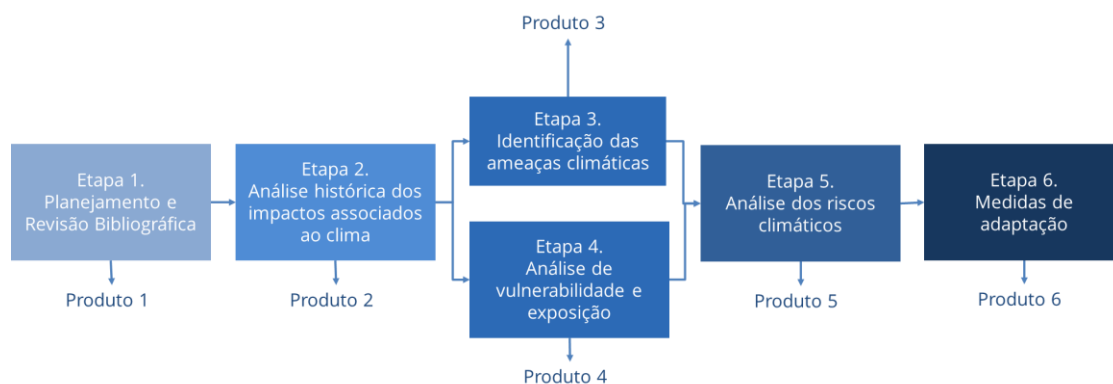 Produto 3
Etapa 1.
Planejamento e
Revisão Bibliográfica
Produto 1
Etapa 2.
Análise histórica dos
impactos associados
ao clima
Produto 2
Etapa 3.
Identificação das
ameaças climáticas
Etapa 4.
Análise de
vulnerabilidade e
exposição
Produto 4
Etapa 5.
Análise dos riscos
climáticos
Produto 5
Etapa 6.
Medidas de
adaptação
Produto 6